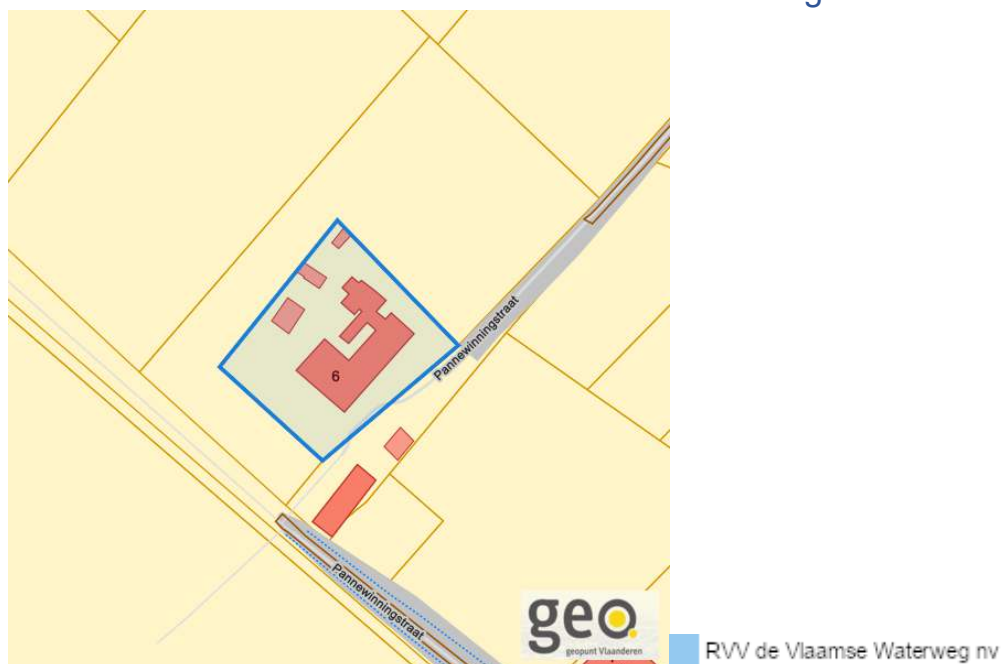 Pannewinningstraat
6
Pannewinningstraat
geo.
geopunt Vlaanderen
RVV de Vlaamse Waterweg nv